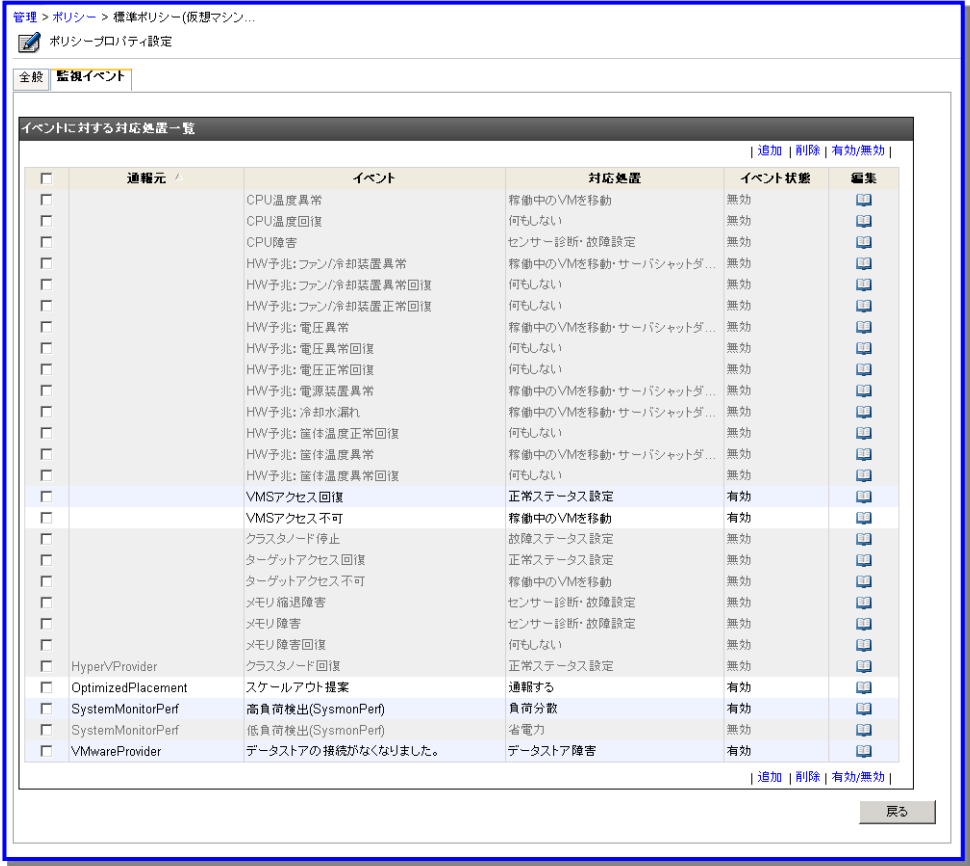 管理 > ポリシー > 標準ポリシー(仮想マシン...
ポリシープロパティ設定
全般 監視イベント
イベントに対する対応処置一覧
| 追加 | 削除 | 有効/無効 |
通報元 イベント 対応処置 イベント状態 編集
CPU温度異常 稼働中のVMを移動 無効
CPU温度回復 何もしない 無効
CPU障害 センサー診断・故障設定 無効
HW予兆: ファン/冷却装置異常 稼働中のVMを移動・サーバシャットダ... 無効
HW予兆: ファン/冷却装置異常回復 何もしない 無効
HW予兆: ファン/冷却装置正常回復 何もしない 無効
HW予兆: 電圧異常 稼働中のVMを移動・サーバシャットダ... 無効
HW予兆: 電圧異常回復 何もしない 無効
HW予兆: 電圧正常回復 何もしない 無効
HW予兆: 電源装置異常 稼働中のVMを移動・サーバシャットダ... 無効
HW予兆: 冷却水漏れ 稼働中のVMを移動・サーバシャットダ... 無効
HW予兆: 筐体温度正常回復 何もしない 無効
HW予兆: 筐体温度異常 稼働中のVMを移動・サーバシャットダ... 無効
HW予兆: 筐体温度異常回復 何もしない 無効
VMSアクセス回復 正常ステータス設定 有効
VMSアクセス不可 稼働中のVMを移動 有効
クラスタノード停止 故障ステータス設定 無効
ターゲットアクセス回復 正常ステータス設定 無効
ターゲットアクセス不可 稼働中のVMを移動 無効
メモリ縮退障害 センサー診断・故障設定 無効
メモリ障害 センサー診断・故障設定 無効
メモリ障害回復 何もしない 無効
HyperVProvider クラスタノード回復 正常ステータス設定 無効
OptimizedPlacement スケールアウト提案 通報する 有効
SystemMonitorPerf 高負荷検出(SysmonPerf) 負荷分散 有効
SystemMonitorPerf 低負荷検出(SysmonPerf) 省電力 無効
VMwareProvider データストアの接続がなくなりました。 データストア障害 有効
| 追加 | 削除 | 有効/無効 |
戻る